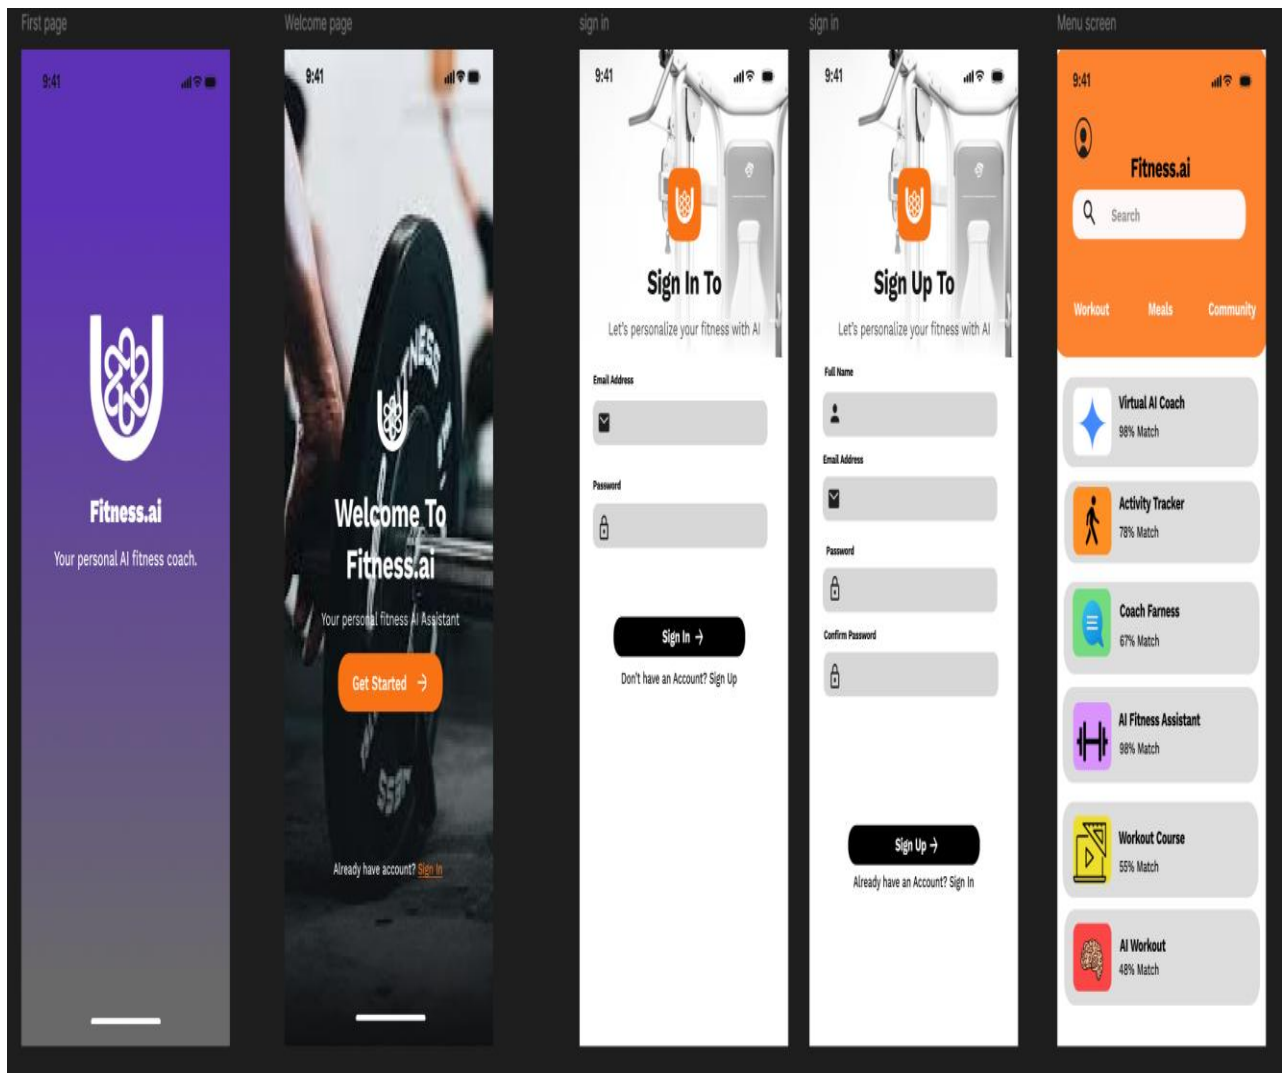 First page
9:41
Fitness.ai
Your personal AI fitness coach.
Welcome page
9:41
FITNESS
Welcome To
Fitness.ai
Your personal fitness AI Assistant
Get Started →
Already have account? Sign In
sign in
9:41
Sign In To
Let's personalize your fitness with AI
Email Address
Password
Sign In →
Don't have an Account? Sign Up
sign in
9:41
Sign Up To
Let's personalize your fitness with AI
Full Name
Email Address
Password
Confirm Password
Sign Up →
Already have an Account? Sign In
Menu screen
9:41
Fitness.ai
Search
Workout Meals Community
Virtual AI Coach
98% Match
Activity Tracker
78% Match
Coach Farness
67% Match
AI Fitness Assistant
98% Match
Workout Course
55% Match
AI Workout
48% Match